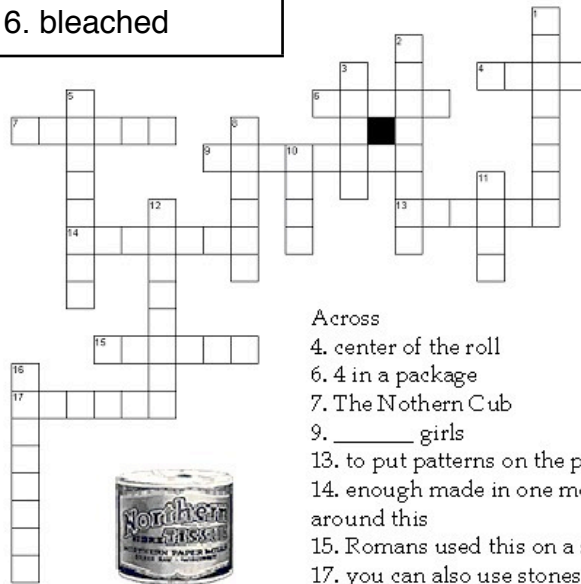 6. bleached
1
2
3
4
5
6
7
8
9
10
11
12
13
14
15
16
17
Across
4. center of the roll
6. 4 in a package
7. The Nothern Cub
9. ________ girls
13. to put patterns on the p
14. enough made in one mo
around this
15. Romans used this on a
17. you can also use stones
Northern
TISSUE
NORTHERN PAPER MILLS